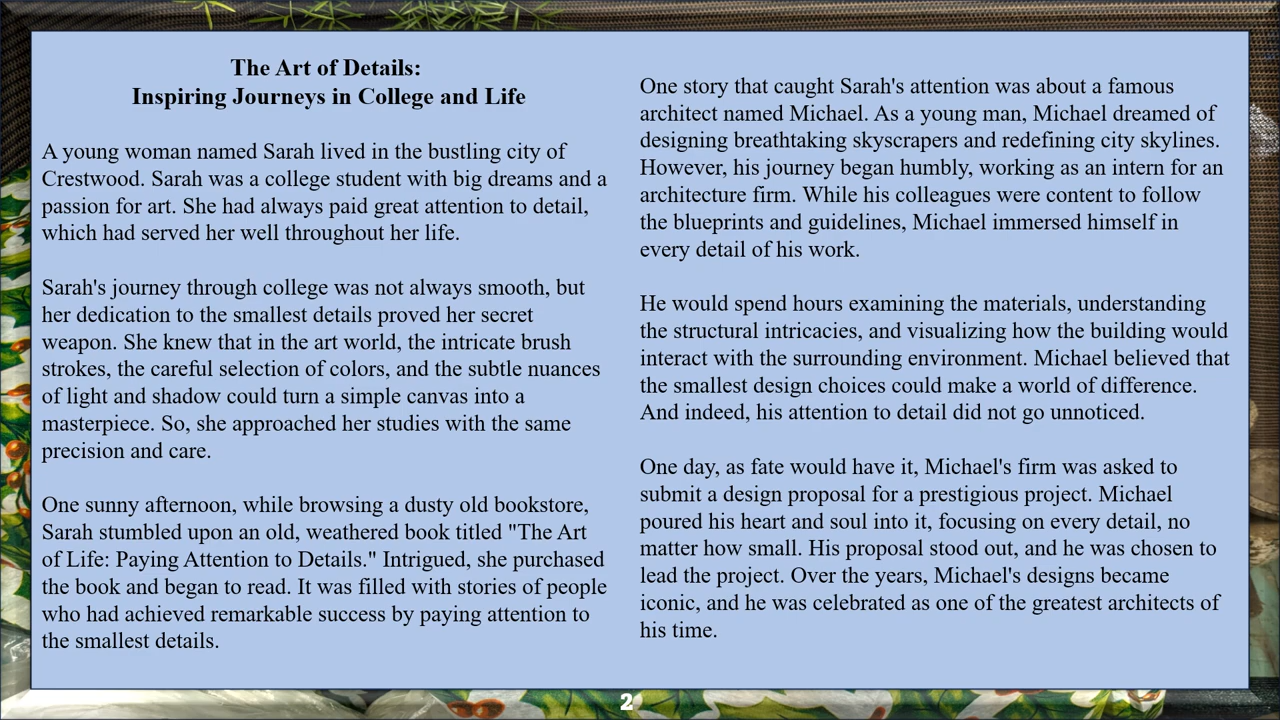 The Art of Details:
Inspiring Journeys in College and Life
A young woman named Sarah lived in the bustling city of
Crestwood. Sarah was a college student with big dreams and a
passion for art. She had always paid great attention to detail,
which had served her well throughout her life.
Sarah's journey through college was not always smooth, but
her dedication to the smallest details proved her secret
weapon. She knew that in the art world, the intricate brush
strokes, the careful selection of colors, and the subtle nuances
of light and shadow could turn a simple canvas into a
masterpiece. So, she approached her studies with the same
precision and care.
One sunny afternoon, while browsing a dusty old bookstore,
Sarah stumbled upon an old, weathered book titled "The Art
of Life: Paying Attention to Details." Intrigued, she purchased
the book and began to read. It was filled with stories of people
who had achieved remarkable success by paying attention to
the smallest details.
One story that caught Sarah's attention was about a famous
architect named Michael. As a young man, Michael dreamed of
designing breathtaking skyscrapers and redefining city skylines.
However, his journey began humbly, working as an intern for an
architecture firm. While his colleagues were content to follow
the blueprints and guidelines, Michael immersed himself in
every detail of his work.
He would spend hours examining the materials, understanding
the structural intricacies, and visualizing how the buildings would
interact with the surrounding environment. Michael believed that
the smallest design choices could make a world of difference.
And indeed, his attention to detail did not go unnoticed.
One day, as fate would have it, Michael's firm was asked to
submit a design proposal for a prestigious project. Michael
poured his heart and soul into it, focusing on every detail, no
matter how small. His proposal stood out, and he was chosen to
lead the project. Over the years, Michael's designs became
iconic, and he was celebrated as one of the greatest architects of
his time.
2